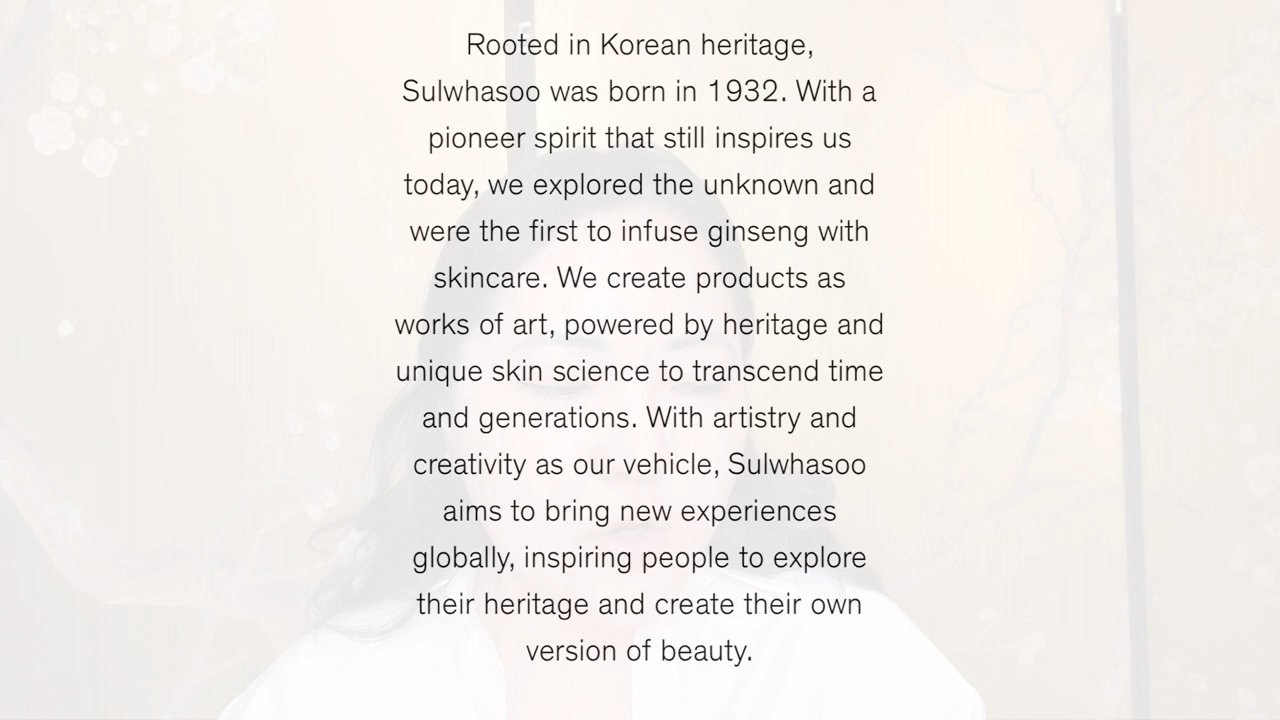 Rooted in Korean heritage,
Sulwhasoo was born in 1932. With a
pioneer spirit that still inspires us
today, we explored the unknown and
were the first to infuse ginseng with
skincare. We create products as
works of art, powered by heritage and
unique skin science to transcend time
and generations. With artistry and
creativity as our vehicle, Sulwhasoo
aims to bring new experiences
globally, inspiring people to explore
their heritage and create their own
version of beauty.